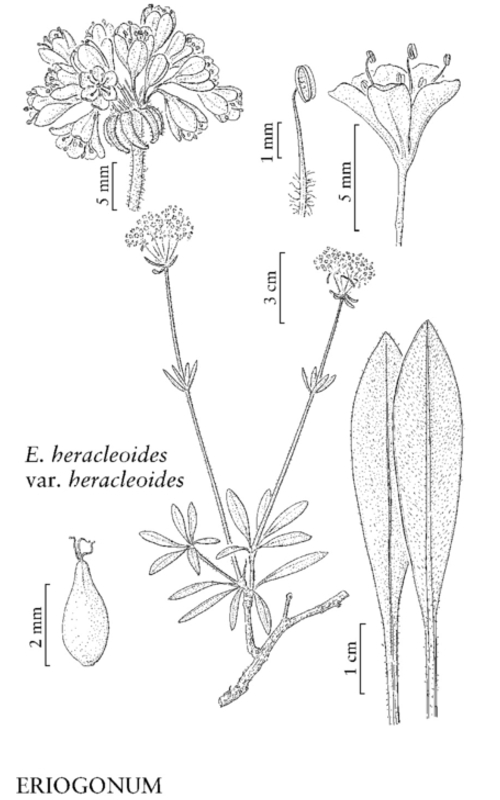 5 mm
1 mm
5 mm
3 cm
E. heracleoides
var. heracleoides
2 mm
1 cm
ERIOGONUM